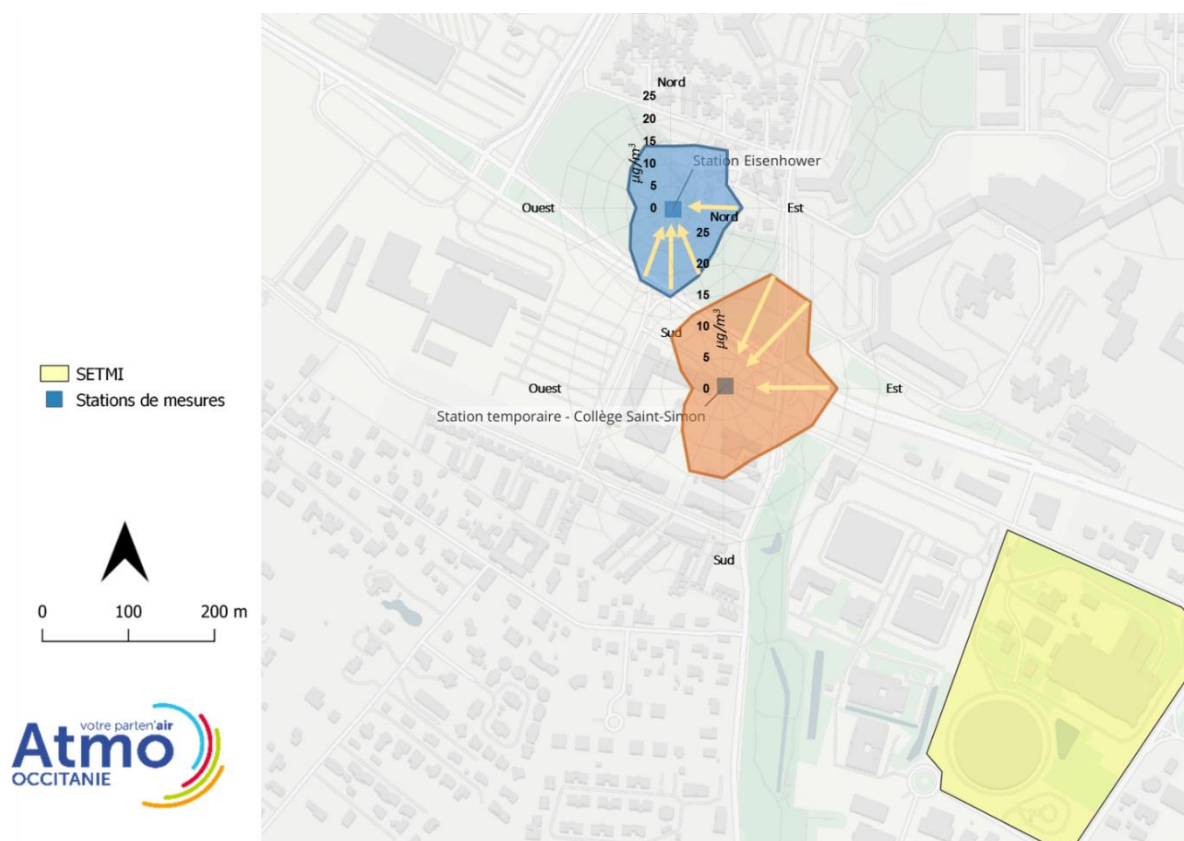 Nord
25
20
15
10
5
0
µg/m³
Station Eisenhower
Ouest
Est
Sud
Nord
25
20
15
10
5
0
µg/m³
Ouest
Est
Station temporaire - Collège Saint-Simon
Sud
SETMI
Stations de mesures
0 100 200 m
votre parten'air
Atmo
OCCITANIE